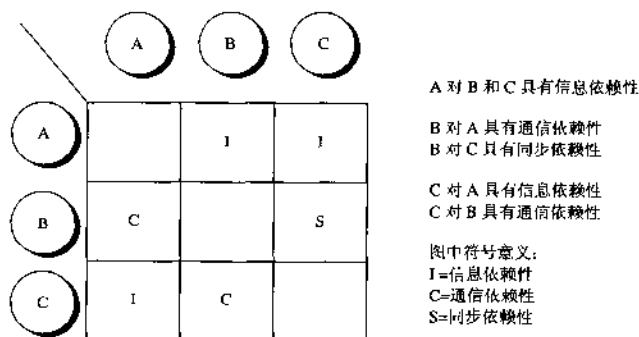 A B C
A I I
B C S
C I C
A 对 B 和 C 具有信息依赖性
B 对 A 具有通信依赖性
B 对 C 具有同步依赖性
C 对 A 具有信息依赖性
C 对 B 具有通信依赖性
图中符号意义:
I=信息依赖性
C=通信依赖性
S=同步依赖性